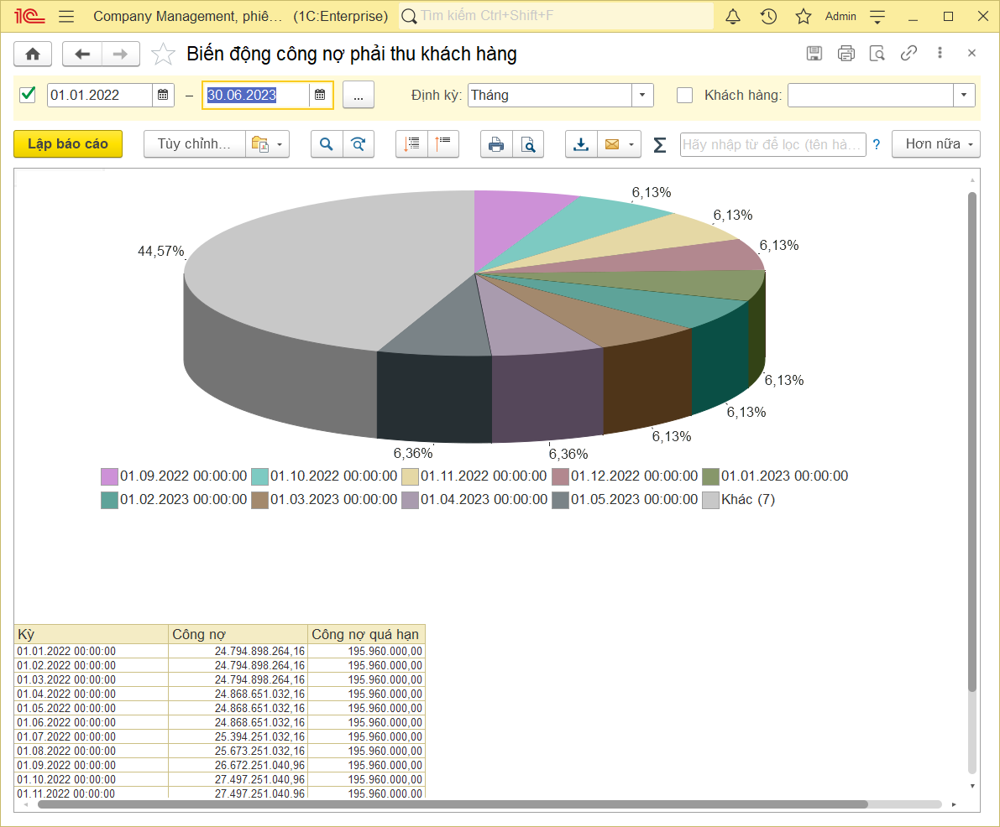 1C Company Management, phiê… (1C:Enterprise) Tìm kiếm Ctrl+Shift+F Admin
Biến động công nợ phải thu khách hàng
01.01.2022 – 30.06.2023 ... Định kỳ: Tháng Khách hàng:
Lập báo cáo Tùy chỉnh... Σ Hãy nhập từ để lọc (tên hà… ? Hơn nữa
6,13%
6,13%
6,13%
44,57%
6,13%
6,13%
6,13%
6,36% 6,36%
01.09.2022 00:00:00 01.10.2022 00:00:00 01.11.2022 00:00:00 01.12.2022 00:00:00 01.01.2023 00:00:00
01.02.2023 00:00:00 01.03.2023 00:00:00 01.04.2023 00:00:00 01.05.2023 00:00:00 Khác (7)
Kỳ Công nợ Công nợ quá hạn
01.01.2022 00:00:00 24.794.898.264,16 195.960.000,00
01.02.2022 00:00:00 24.794.898.264,16 195.960.000,00
01.03.2022 00:00:00 24.794.898.264,16 195.960.000,00
01.04.2022 00:00:00 24.868.651.032,16 195.960.000,00
01.05.2022 00:00:00 24.868.651.032,16 195.960.000,00
01.06.2022 00:00:00 24.868.651.032,16 195.960.000,00
01.07.2022 00:00:00 25.394.251.032,16 195.960.000,00
01.08.2022 00:00:00 25.673.251.032,16 195.960.000,00
01.09.2022 00:00:00 26.672.251.040,96 195.960.000,00
01.10.2022 00:00:00 27.497.251.040,96 195.960.000,00
01.11.2022 00:00:00 27.497.251.040,96 195.960.000,00